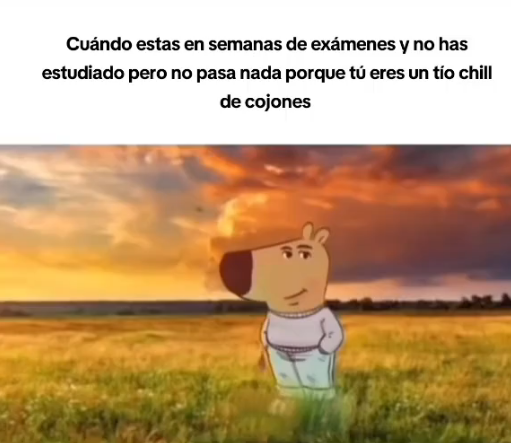 Cuándo estas en semanas de exámenes y no has
estudiado pero no pasa nada porque tú eres un tío chill
de cojones